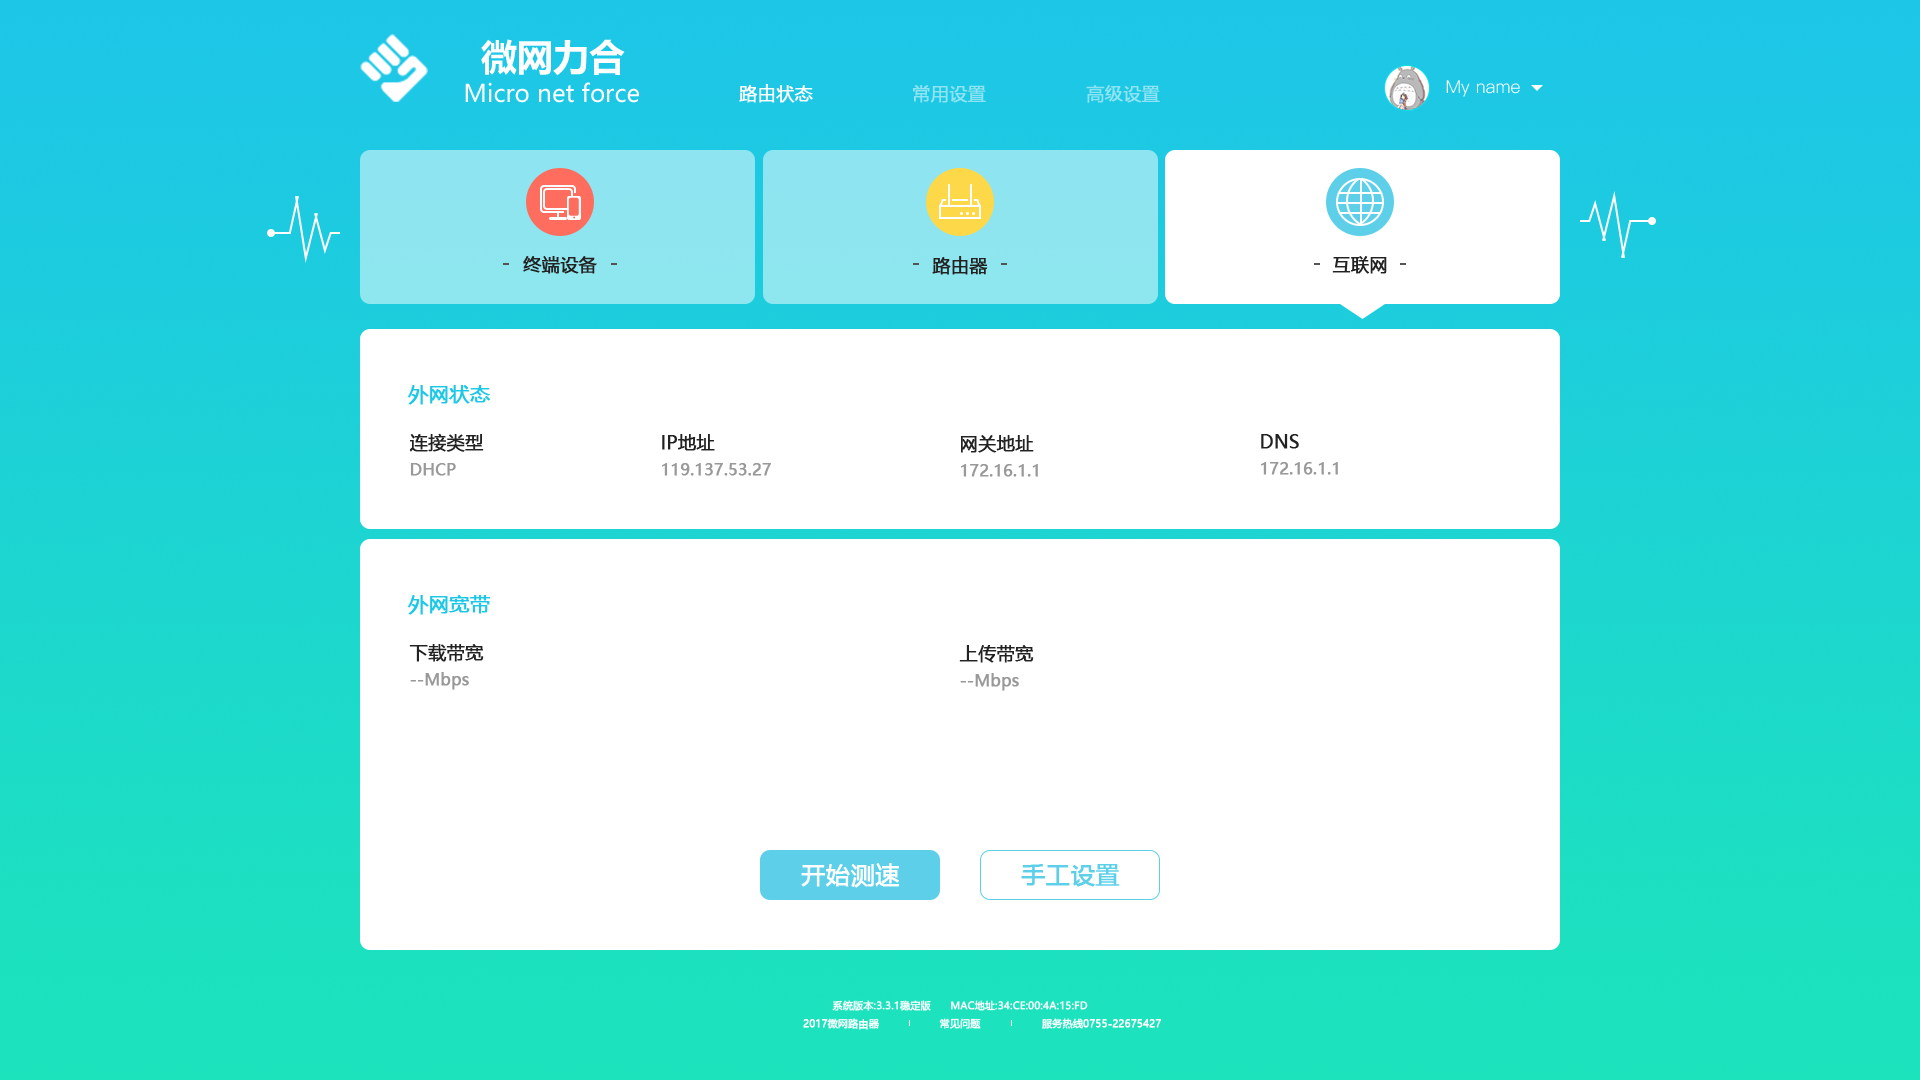 微网力合
Micro net force
路由状态
常用设置
高级设置
My name
- 终端设备 -
- 路由器 -
- 互联网 -
外网状态
连接类型
DHCP
IP地址
119.137.53.27
网关地址
172.16.1.1
DNS
172.16.1.1
外网宽带
下载带宽
--Mbps
上传带宽
--Mbps
开始测速
手工设置
系统版本:3.3.1稳定版 MAC地址:34:CE:00:4A:15:FD
2017微网路由器 | 常见问题 | 服务热线0755-22675427